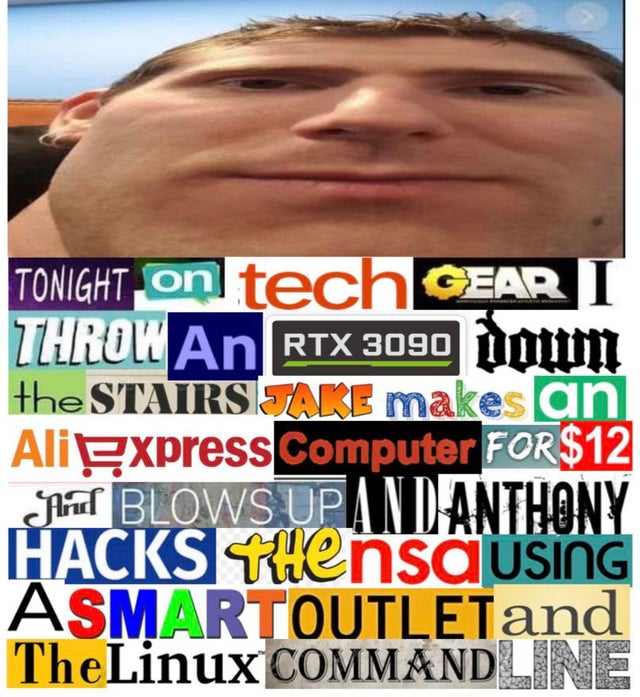 TONIGHT on tech GEAR I
THROW An RTX 3090 down
the STAIRS JAKE makes an
AliExpress Computer FOR $12
And BLOWS UP AND ANTHONY
HACKS THe nsa USING
A SMART OUTLET and
The Linux COMMAND LINE